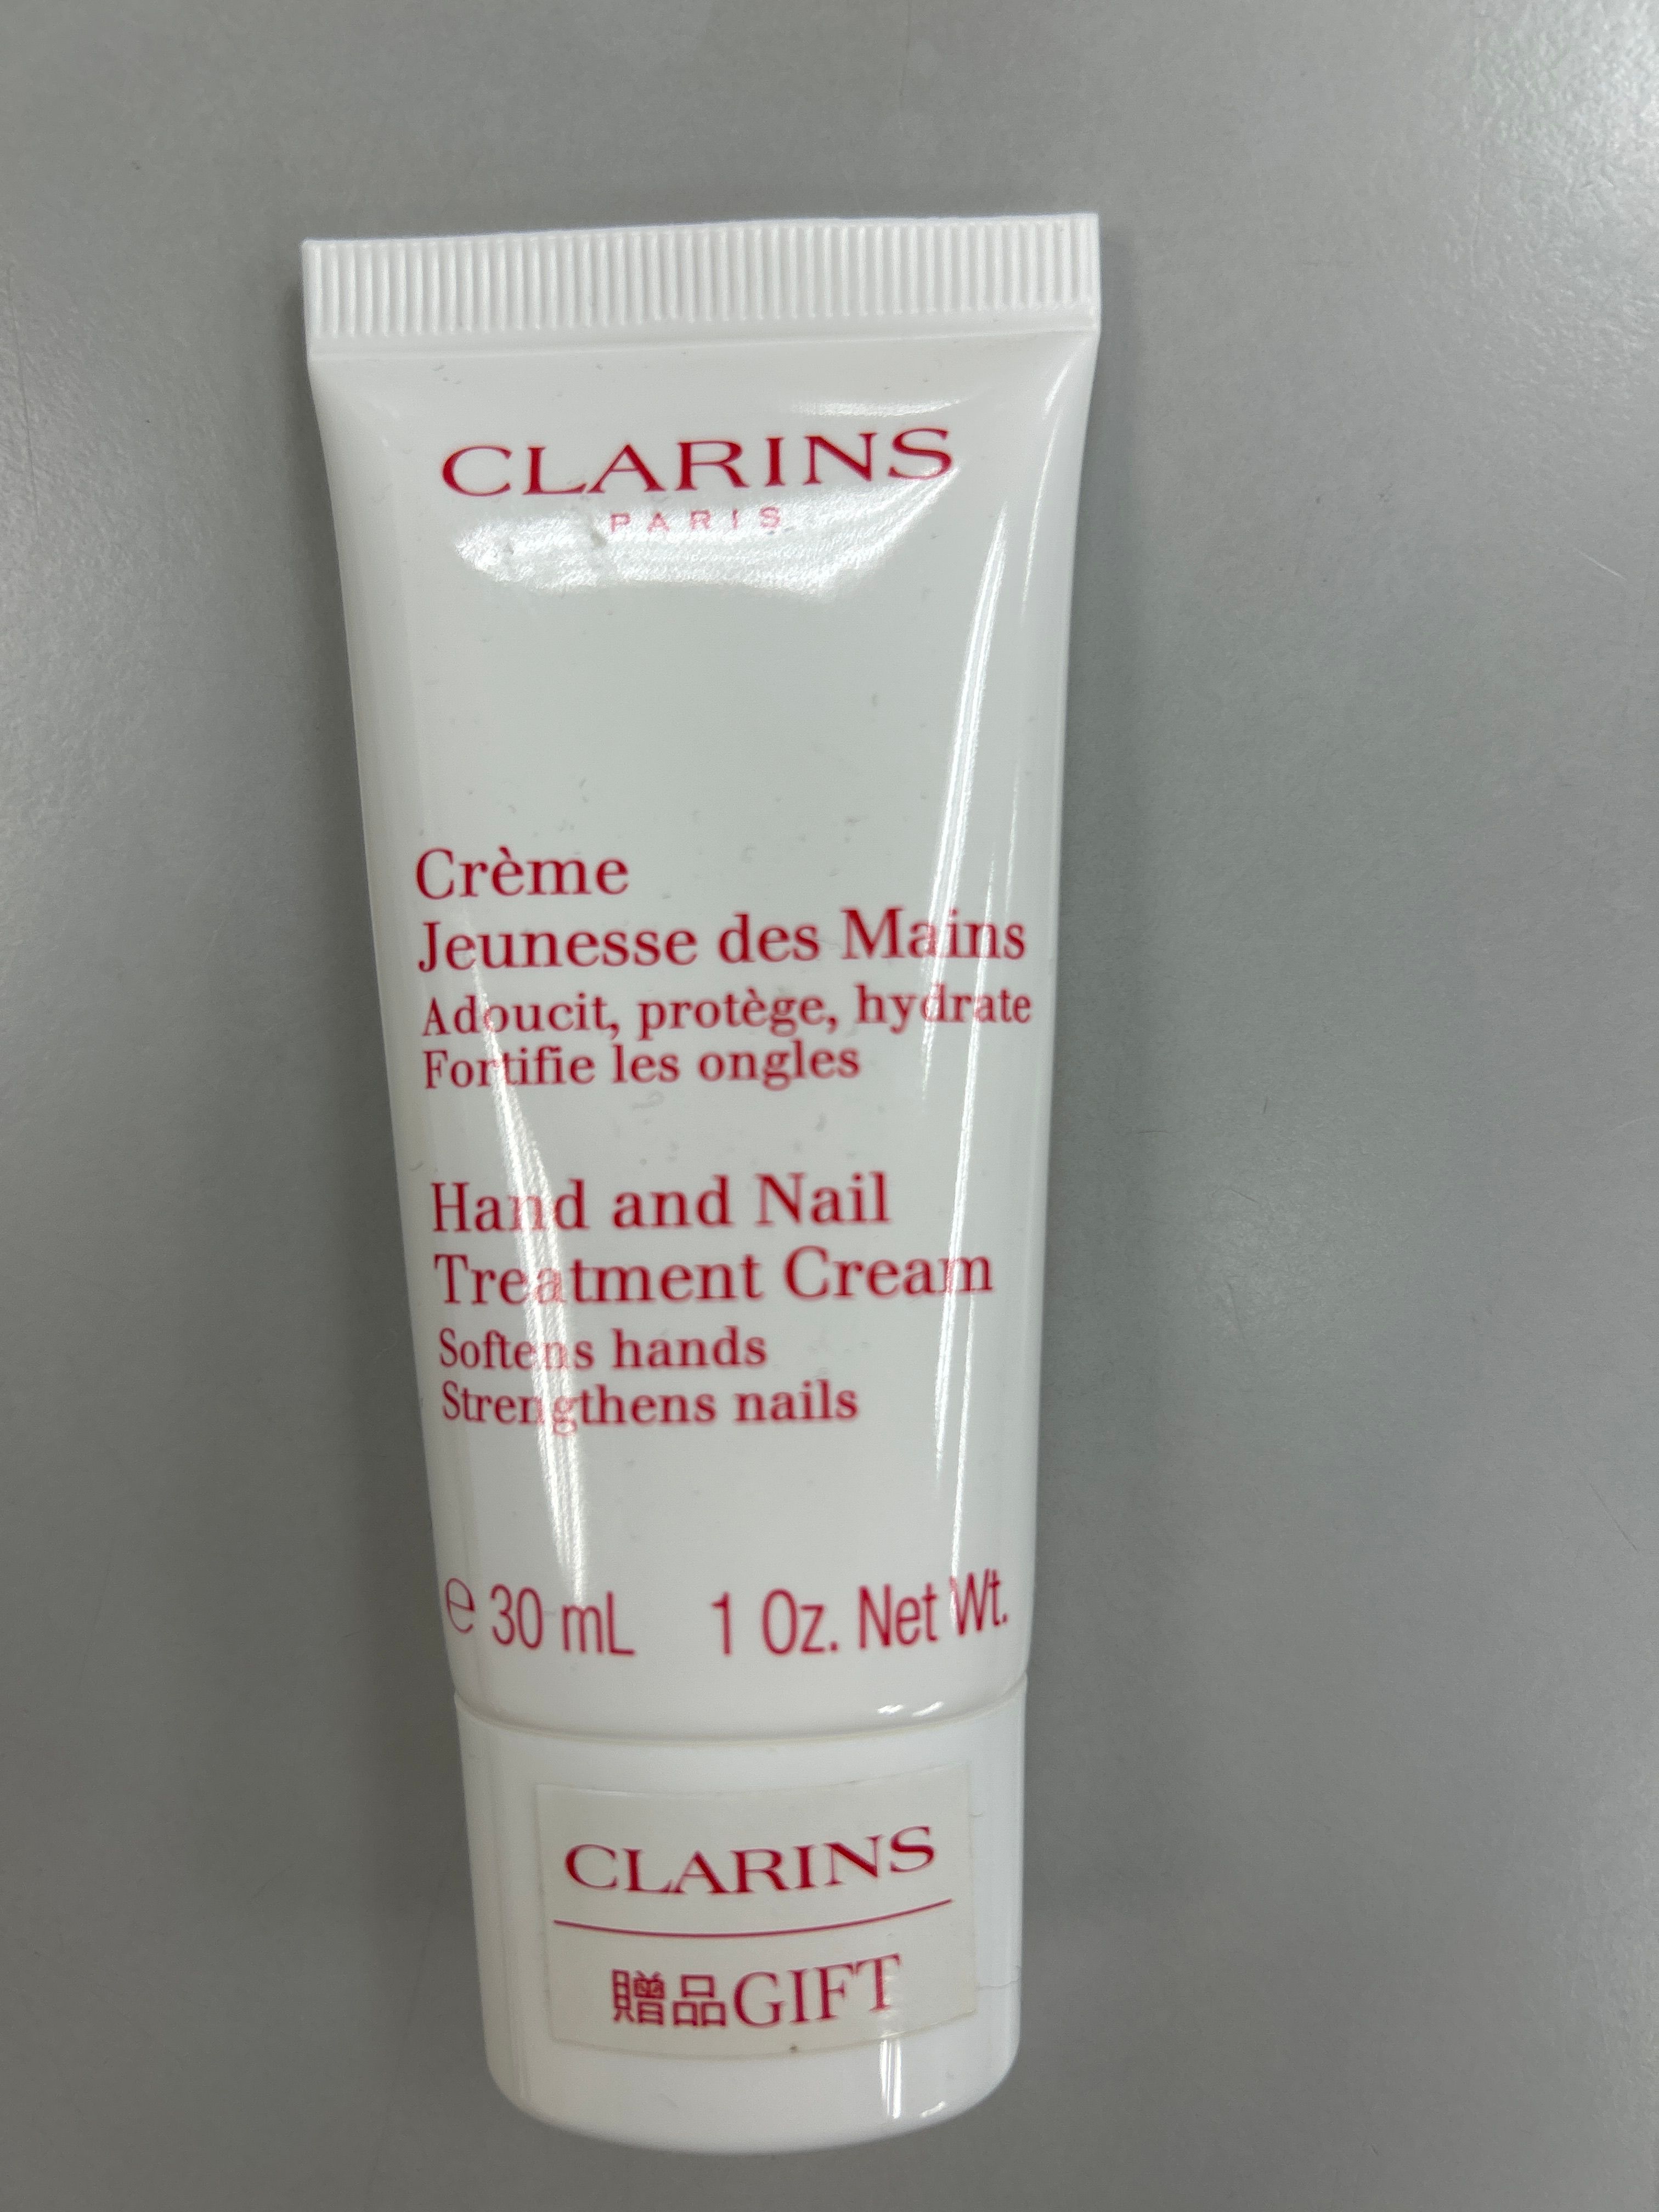 CLARINS
PARIS
Crème
Jeunesse des Mains
Adoucit, protège, hydrate
Fortifie les ongles
Hand and Nail
Treatment Cream
Softens hands
Strengthens nails
℮ 30 mL 1 Oz. Net Wt.
CLARINS
贈品GIFT